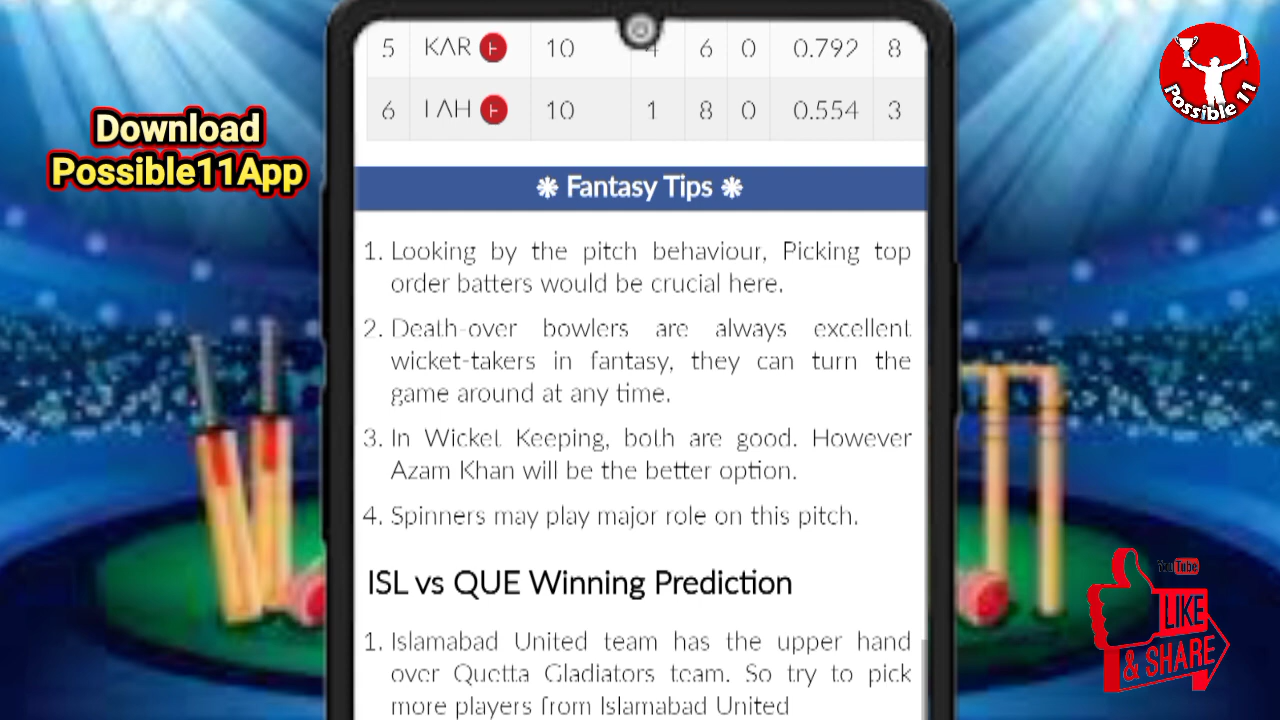 5 KAR E 10 4 6 0 0.792 8
6 LAH E 10 1 8 0 0.554 3
Download
Possible11App
Possible 11
❋ Fantasy Tips ❋
1. Looking by the pitch behaviour, Picking top
order batters would be crucial here.
2. Death-over bowlers are always excellent
wicket-takers in fantasy, they can turn the
game around at any time.
3. In Wicket Keeping, both are good. However
Azam Khan will be the better option.
4. Spinners may play major role on this pitch.
ISL vs QUE Winning Prediction
1. Islamabad United team has the upper hand
over Quetta Gladiators team. So try to pick
more players from Islamabad United
YouTube
LIKE
& SHARE